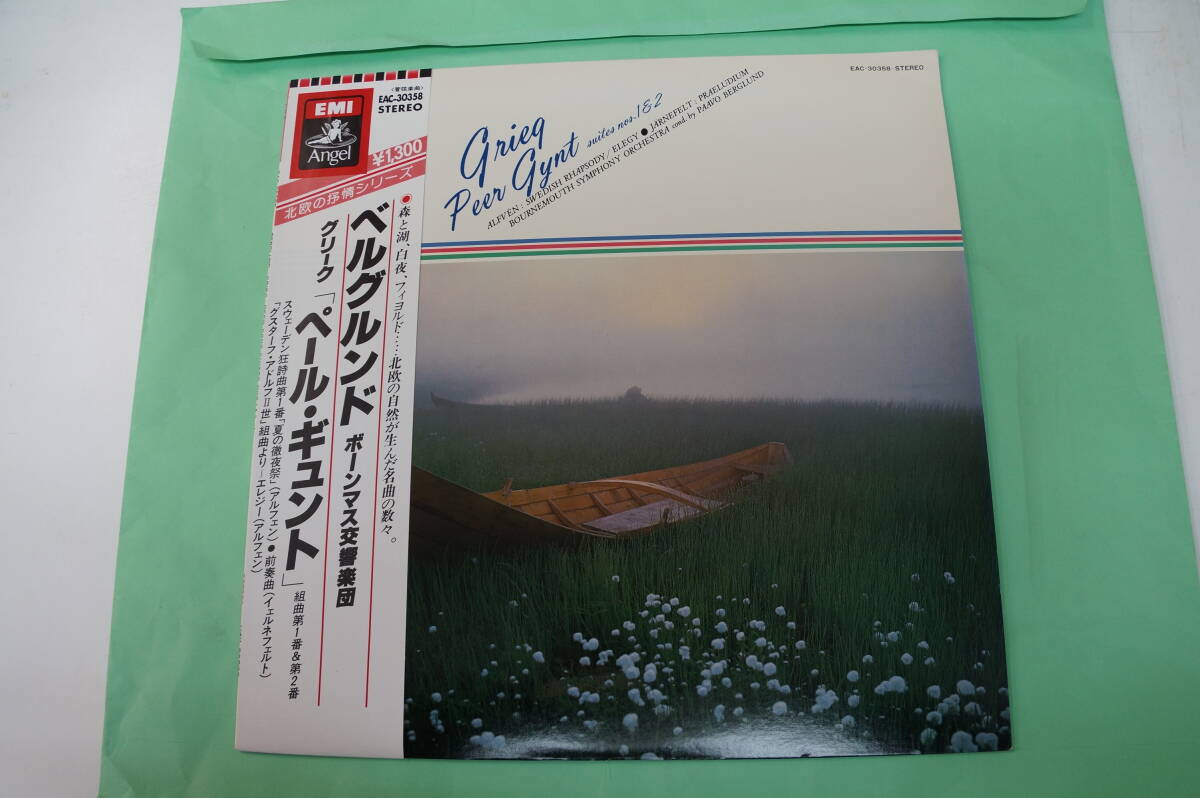 EMI
Angel
〈管弦楽曲〉
EAC-30358
STEREO
¥1,300
北欧の抒情シリーズ
●森と湖、白夜、フィヨルド……北欧の自然が生んだ名曲の数々。
ベルグルンド ボーンマス交響楽団
グリーク「ペール・ギュント」組曲第1番&第2番
スウェーデン狂詩曲第1番「夏の徹夜祭」(アルフェン)●前奏曲(イェルネフェルト)
「グスターフ・アドルフII世」組曲より―エレジー(アルフェン)
EAC-30358 STEREO
Grieg
Peer Gynt suites nos.1&2
ALFVÉN: SWEDISH RHAPSODY / ELEGY ● JÄRNEFELT: PRAELUDIUM
BOURNEMOUTH SYMPHONY ORCHESTRA cond. by PAAVO BERGLUND